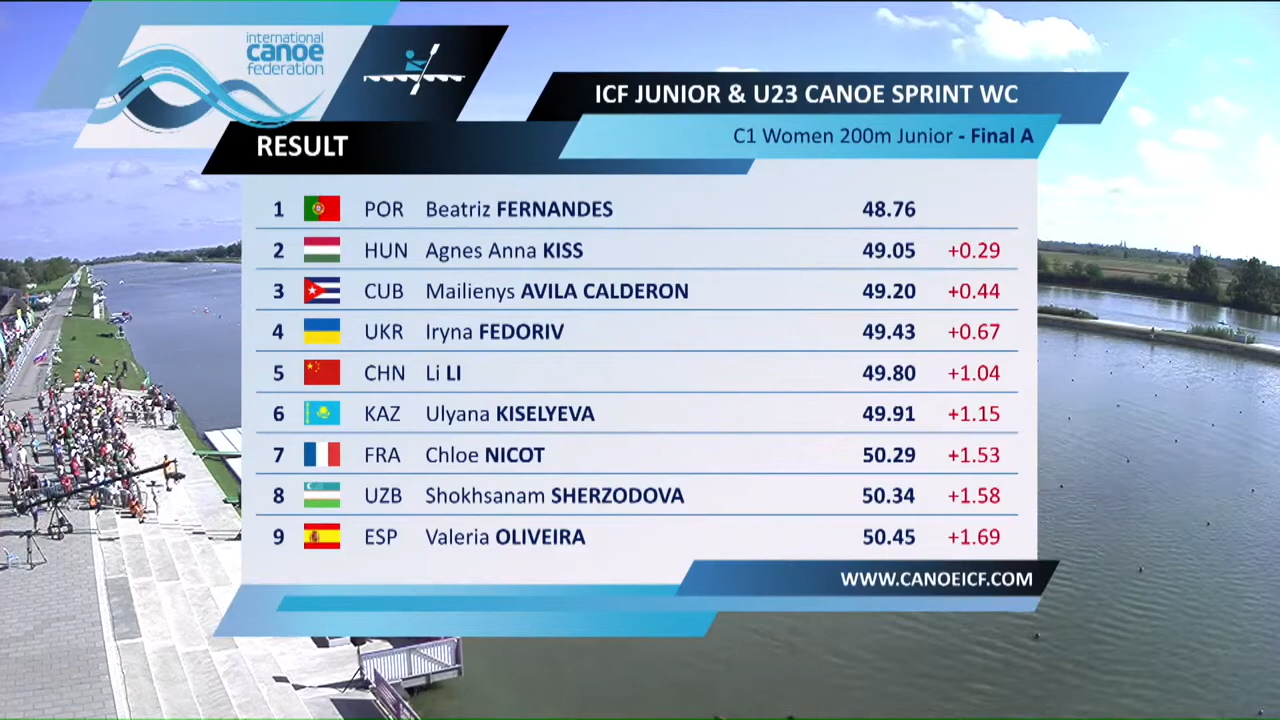 international
canoe
federation
ICF JUNIOR & U23 CANOE SPRINT WC
C1 Women 200m Junior - Final A
RESULT
1 POR Beatriz FERNANDES 48.76
2 HUN Agnes Anna KISS 49.05 +0.29
3 CUB Mailienys AVILA CALDERON 49.20 +0.44
4 UKR Iryna FEDORIV 49.43 +0.67
5 CHN Li LI 49.80 +1.04
6 KAZ Ulyana KISELYEVA 49.91 +1.15
7 FRA Chloe NICOT 50.29 +1.53
8 UZB Shokhsanam SHERZODOVA 50.34 +1.58
9 ESP Valeria OLIVEIRA 50.45 +1.69
WWW.CANOEICF.COM